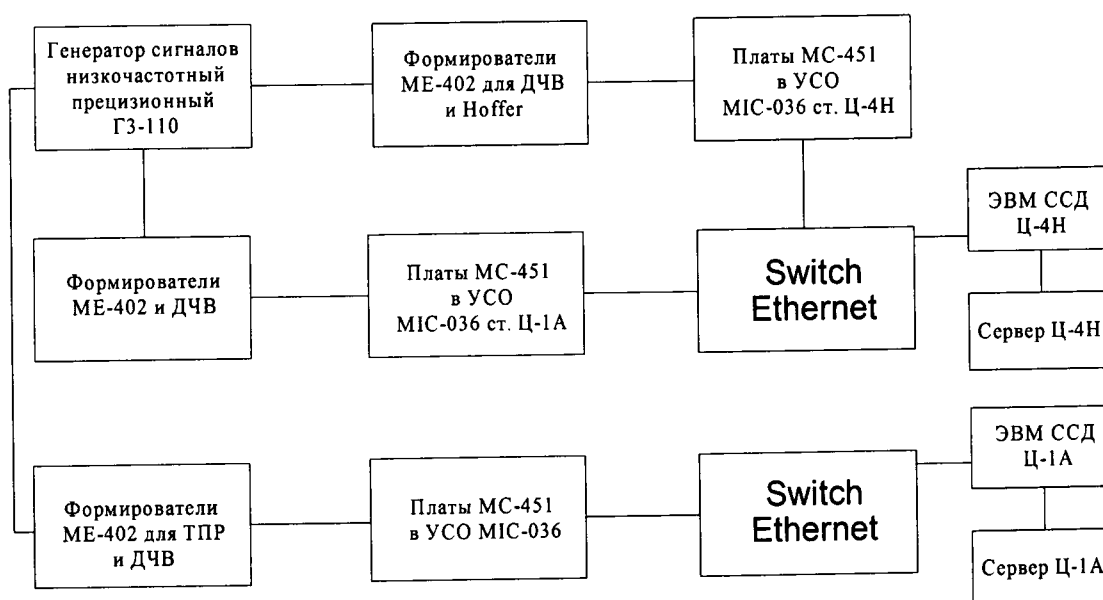 Генератор сигналов
низкочастотный
прецизионный
ГЗ-110
Формирователи
МЕ-402 для ДЧВ
и Hoffer
Платы МС-451
в УСО
MIC-036 ст. Ц-4Н
ЭВМ ССД
Ц-4Н
Формирователи
МЕ-402 и ДЧВ
Платы МС-451
в УСО
MIC-036 ст. Ц-1А
Switch
Ethernet
Сервер Ц-4Н
ЭВМ ССД
Ц-1А
Формирователи
МЕ-402 для ТПР
и ДЧВ
Платы МС-451
в УСО MIC-036
Switch
Ethernet
Сервер Ц-1А